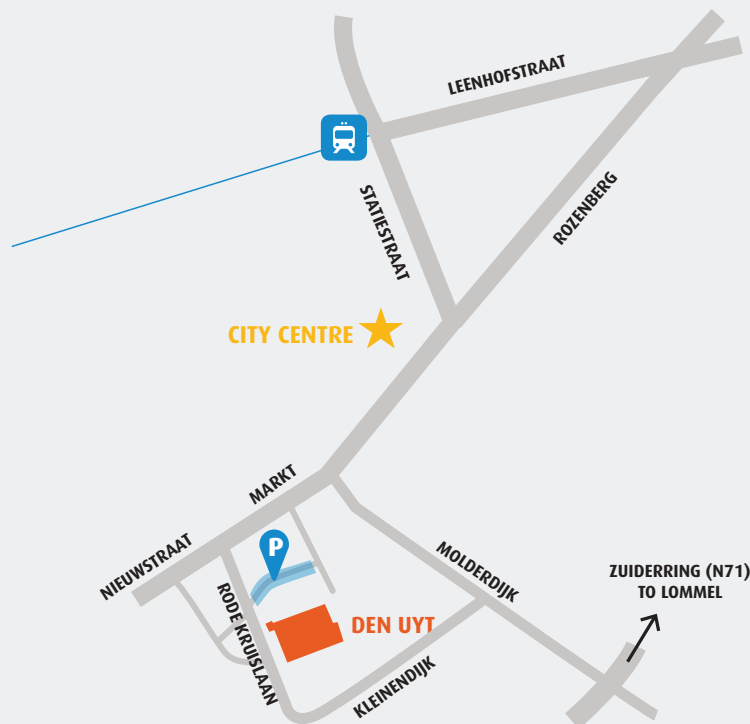 LEENHOFSTRAAT
STATIESTRAAT
ROZENBERG
CITY CENTRE
MARKT
NIEUWSTRAAT
P
MOLDERDIJK
ZUIDERRING (N71)
TO LOMMEL
RODE KRUISLAAN
DEN UYT
KLEINENDIJK